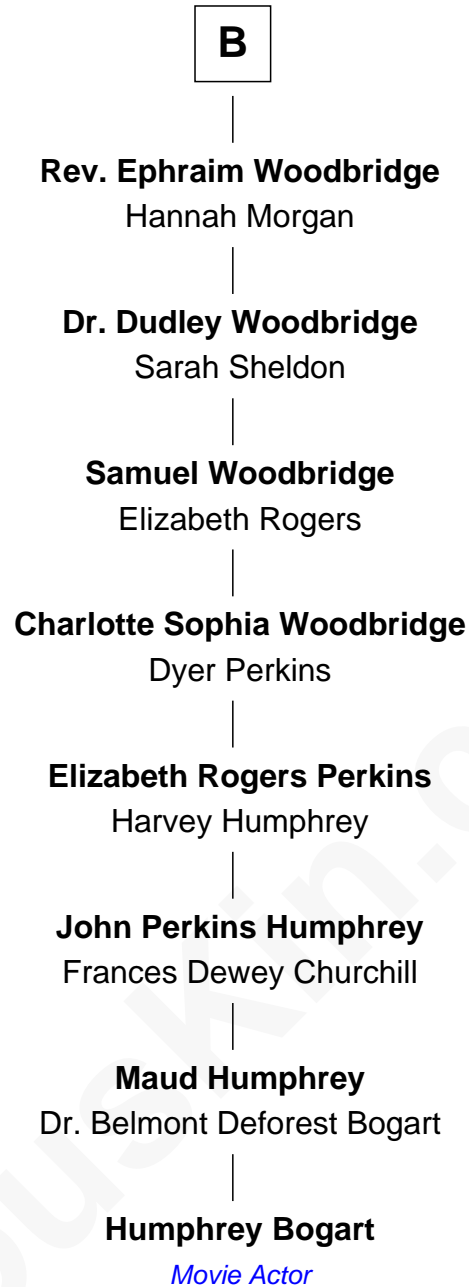 B
Rev. Ephraim Woodbridge
Hannah Morgan
Dr. Dudley Woodbridge
Sarah Sheldon
Samuel Woodbridge
Elizabeth Rogers
Charlotte Sophia Woodbridge
Dyer Perkins
Elizabeth Rogers Perkins
Harvey Humphrey
John Perkins Humphrey
Frances Dewey Churchill
Maud Humphrey
Dr. Belmont Deforest Bogart
Humphrey Bogart
Movie Actor